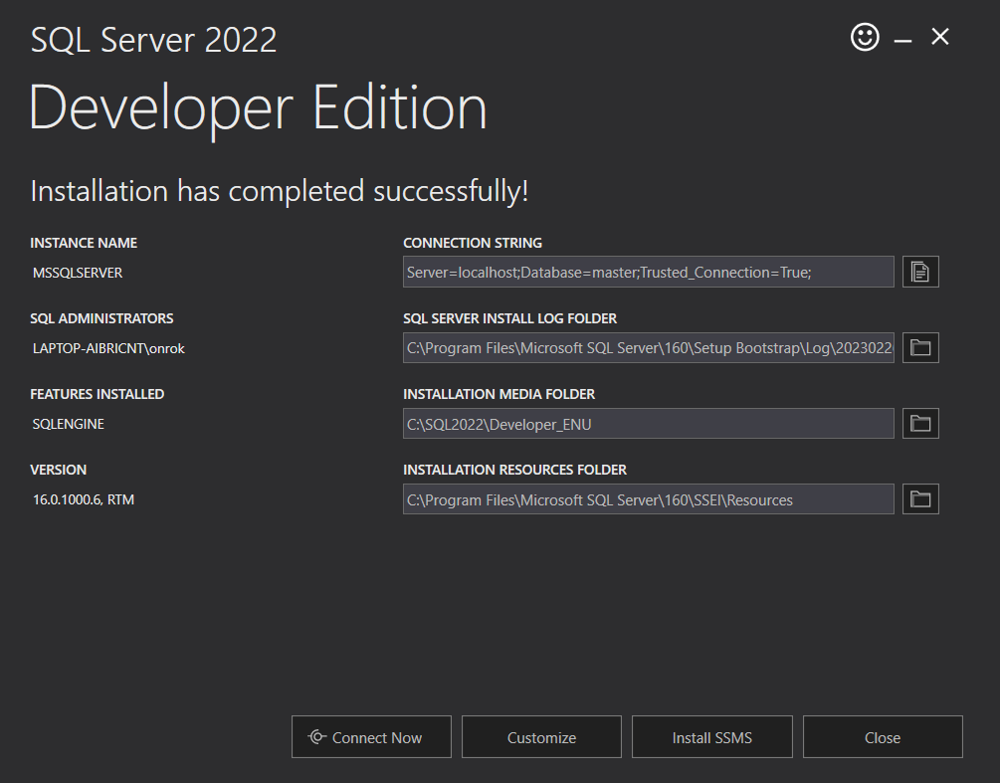 SQL Server 2022
Developer Edition
Installation has completed successfully!
INSTANCE NAME
MSSQLSERVER
CONNECTION STRING
Server=localhost;Database=master;Trusted_Connection=True;
SQL ADMINISTRATORS
LAPTOP-AIBRICNT\onrok
SQL SERVER INSTALL LOG FOLDER
C:\Program Files\Microsoft SQL Server\160\Setup Bootstrap\Log\2023022
FEATURES INSTALLED
SQLENGINE
INSTALLATION MEDIA FOLDER
C:\SQL2022\Developer_ENU
VERSION
16.0.1000.6, RTM
INSTALLATION RESOURCES FOLDER
C:\Program Files\Microsoft SQL Server\160\SSEI\Resources
Connect Now
Customize
Install SSMS
Close